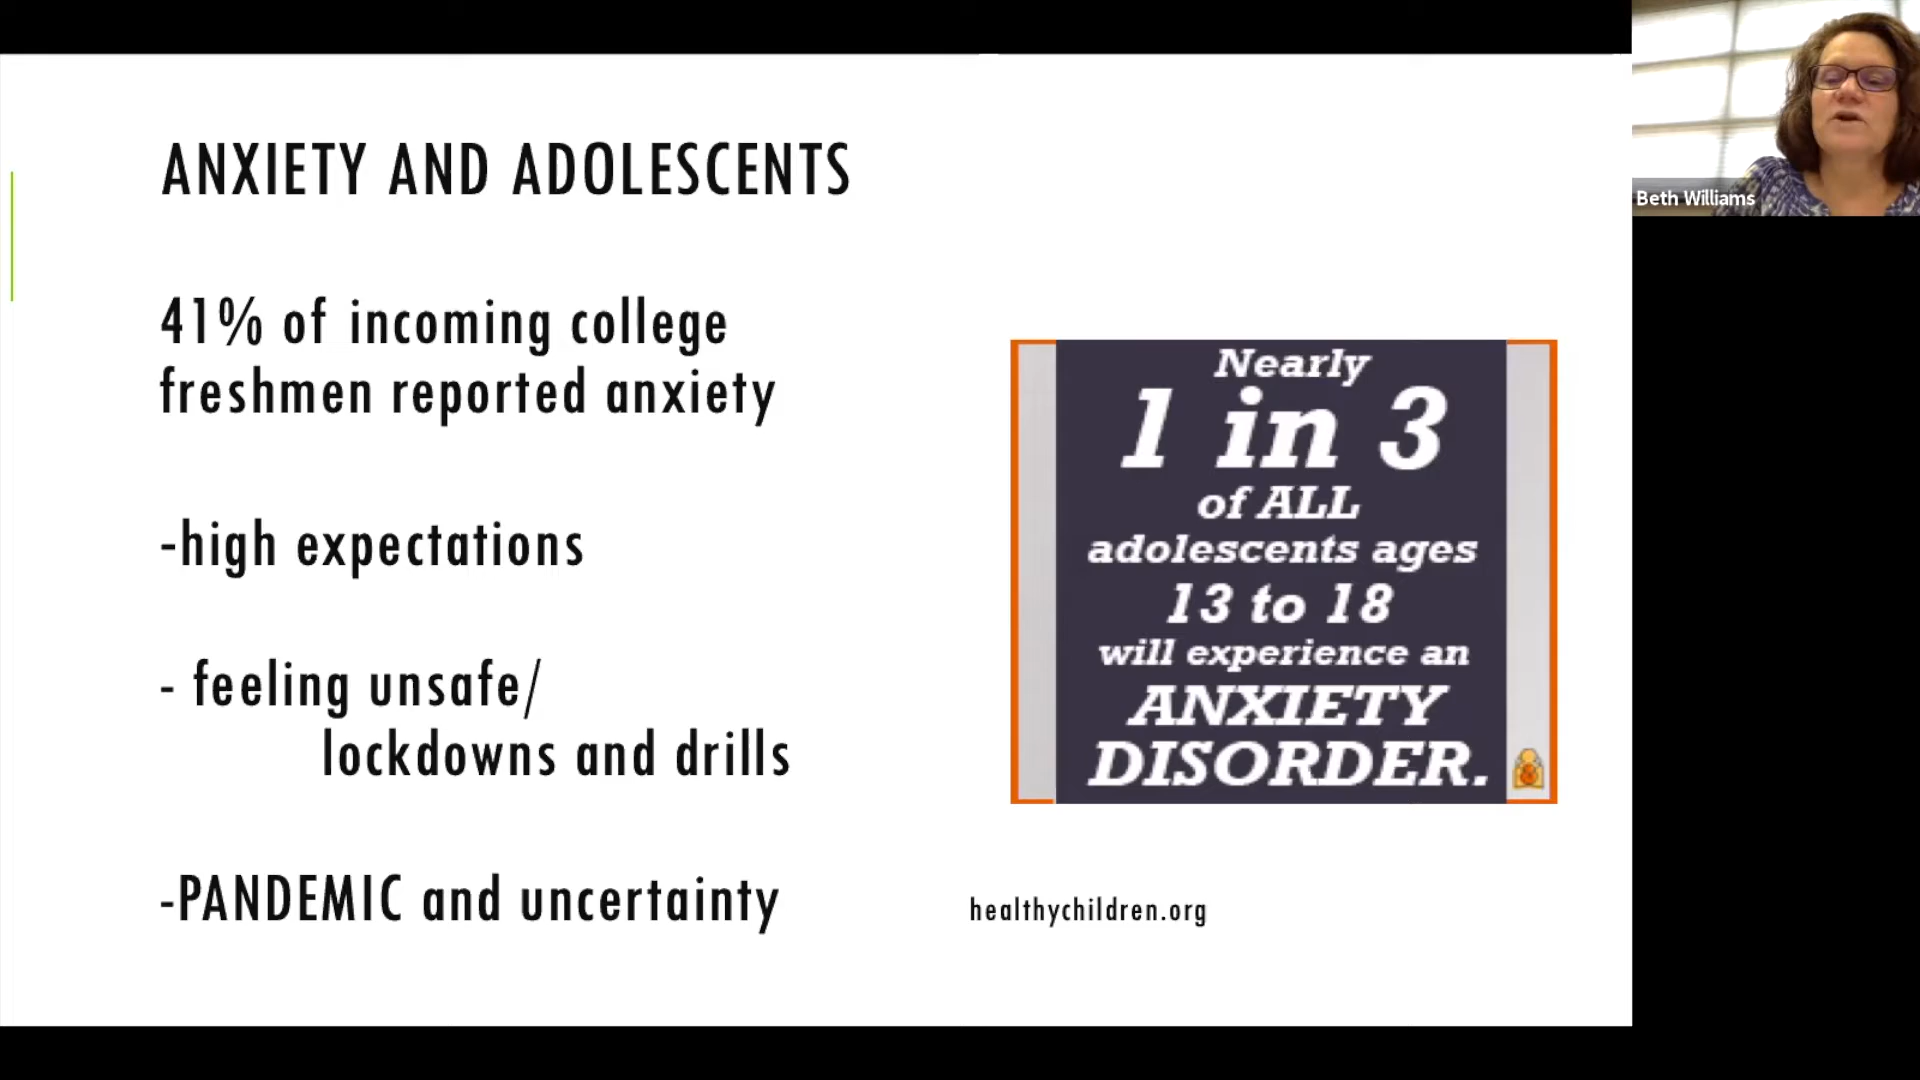 ANXIETY AND ADOLESCENTS
41% of incoming college
freshmen reported anxiety
-high expectations
- feeling unsafe/
lockdowns and drills
-PANDEMIC and uncertainty
Nearly
1 in 3
of ALL
adolescents ages
13 to 18
will experience an
ANXIETY
DISORDER.
healthychildren.org
Beth Williams